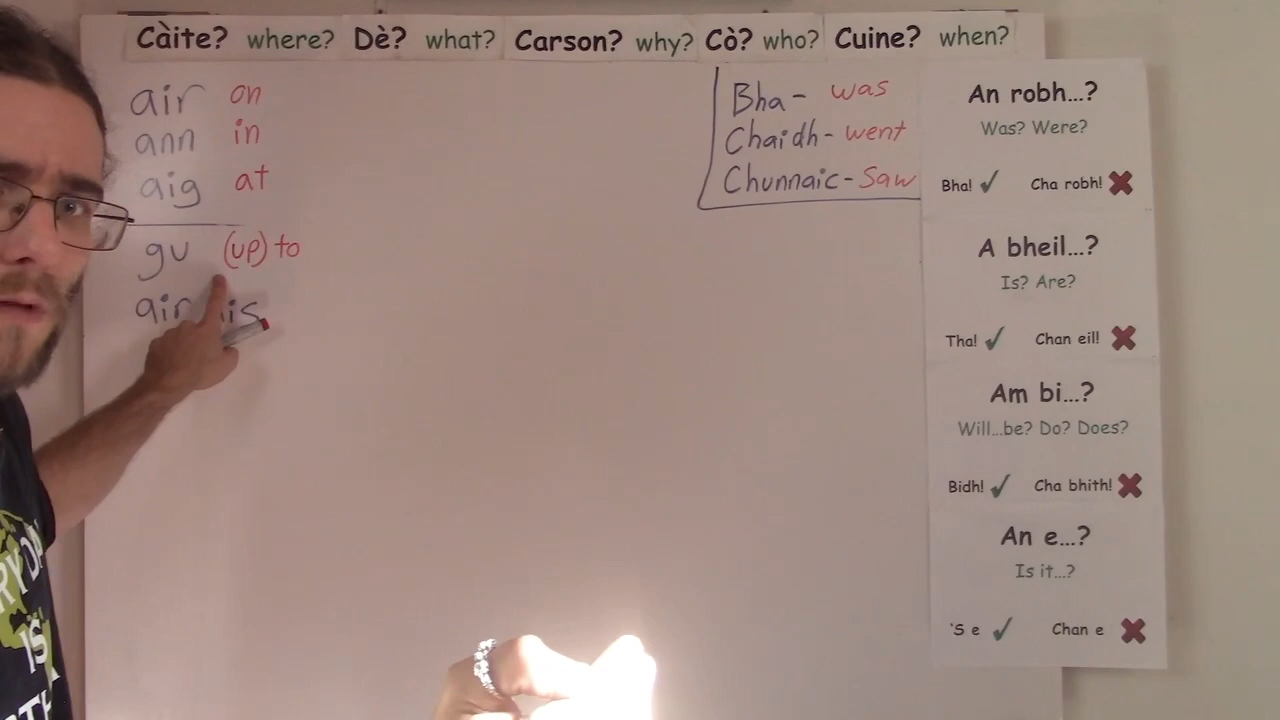 Càite? where? Dè? what? Carson? why? Cò? who? Cuine? when?
air on
ann in
aig at
gu (up) to
air
Bha - was
Chaidh - went
Chunnaic - Saw
An robh...?
Was? Were?
Bha! ✓ Cha robh! ✗
A bheil...?
Is? Are?
Tha! ✓ Chan eil! ✗
Am bi...?
Will...be? Do? Does?
Bidh! ✓ Cha bhith! ✗
An e...?
Is it...?
'S e ✓ Chan e ✗
IS